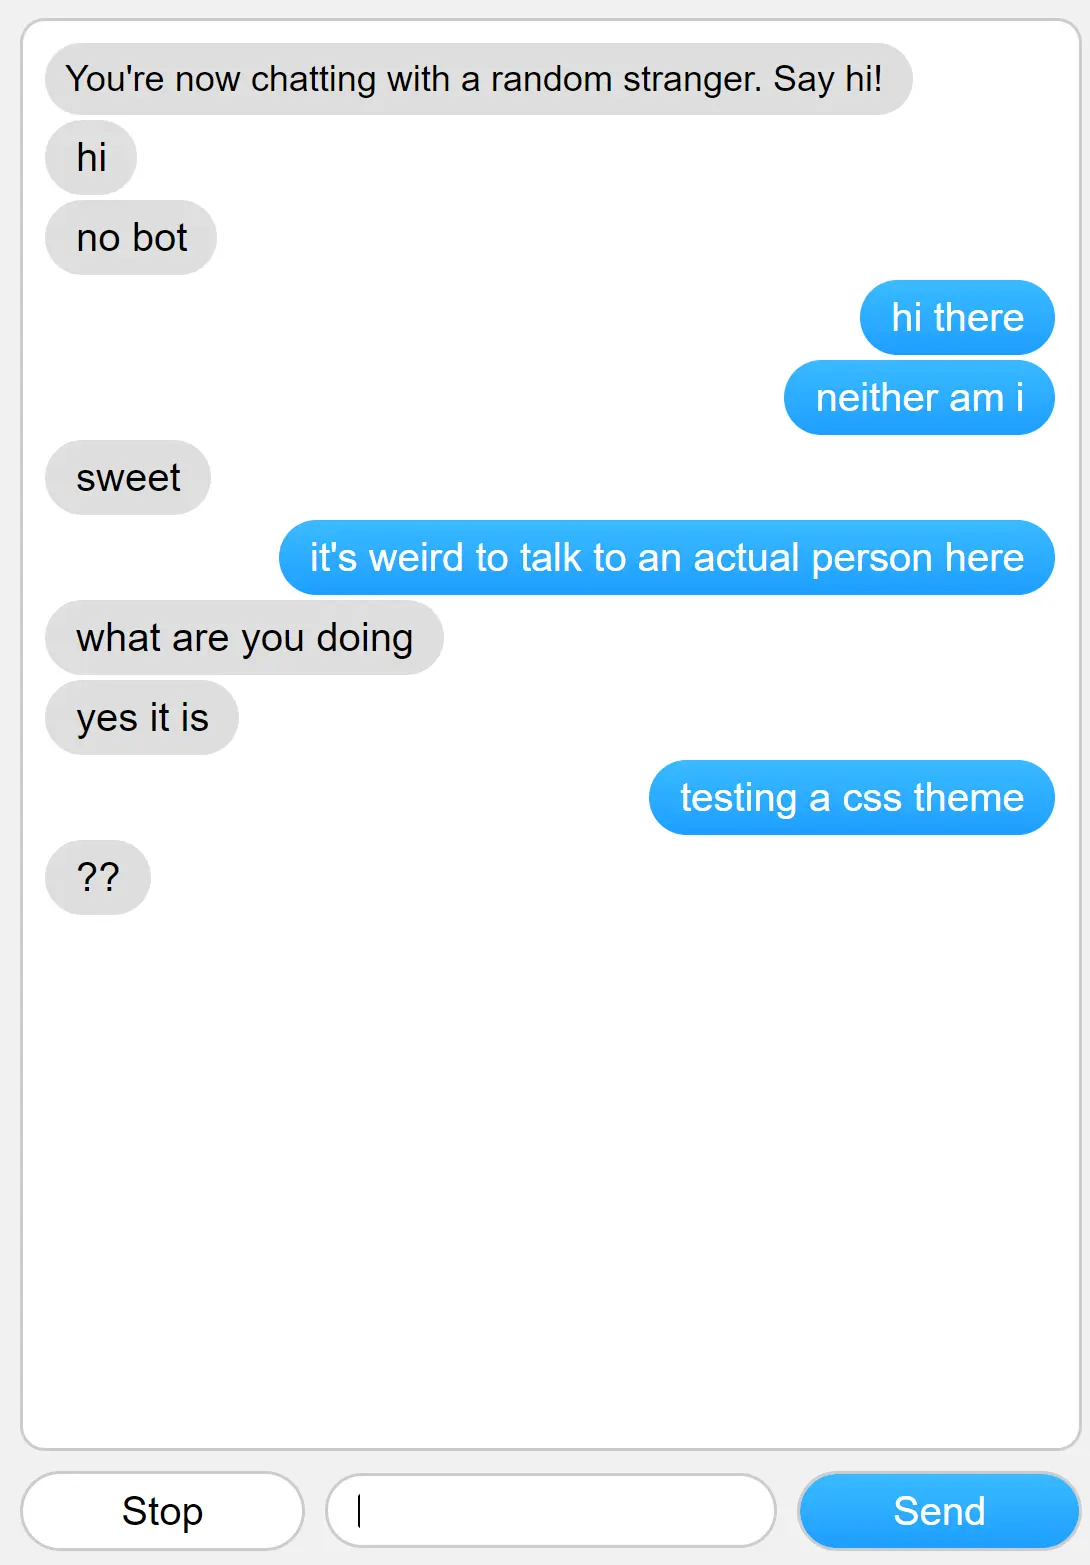 You're now chatting with a random stranger. Say hi!
hi
no bot
hi there
neither am i
sweet
it's weird to talk to an actual person here
what are you doing
yes it is
testing a css theme
??
Stop
Send